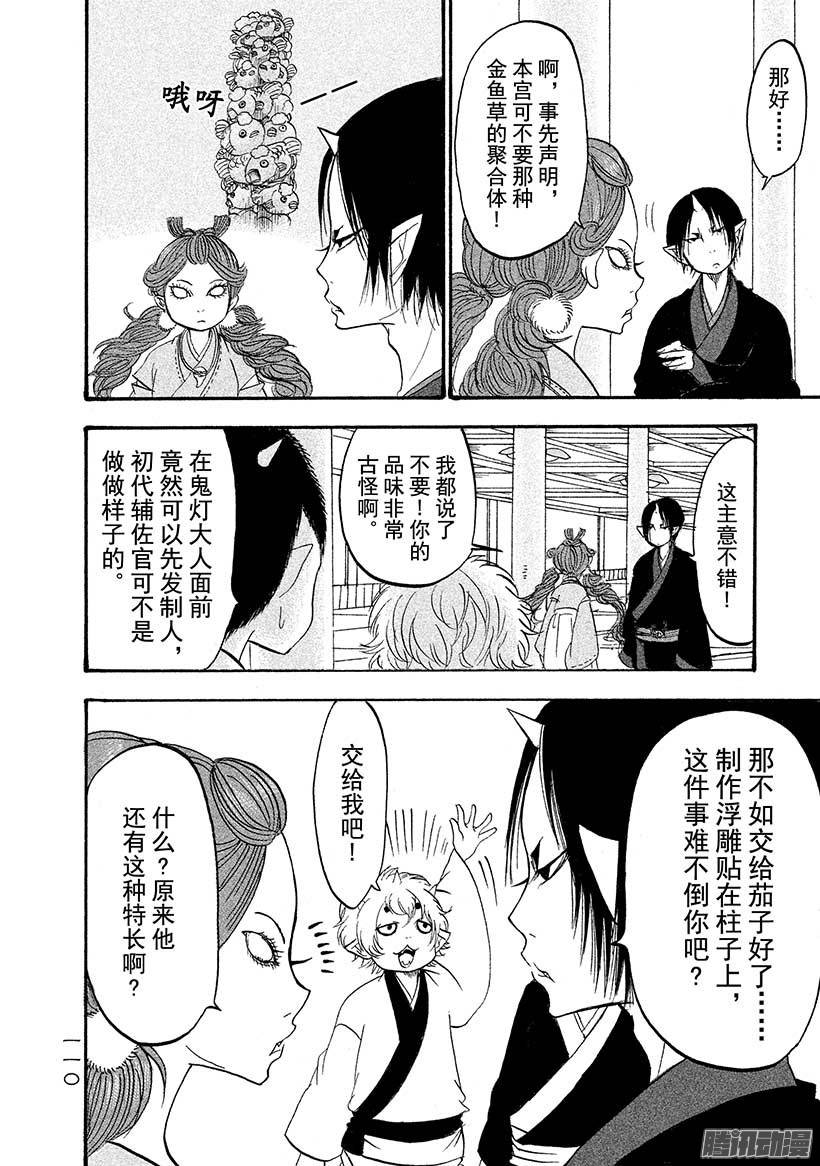 那好……
啊，事先声明，
本宫可不要那种
金鱼草的聚合体！
哦呀
这主意不错！
我都说了
不要！你的
品味非常
古怪啊。
在鬼灯大人面前
竟然可以先发制人，
初代辅佐官可不是
做做样子的。
那不如交给茄子好了……
制作浮雕贴在柱子上，
这件事难不倒你吧？
交给我吧！
什么？原来他
还有这种特长啊？
一一〇
腾讯动漫